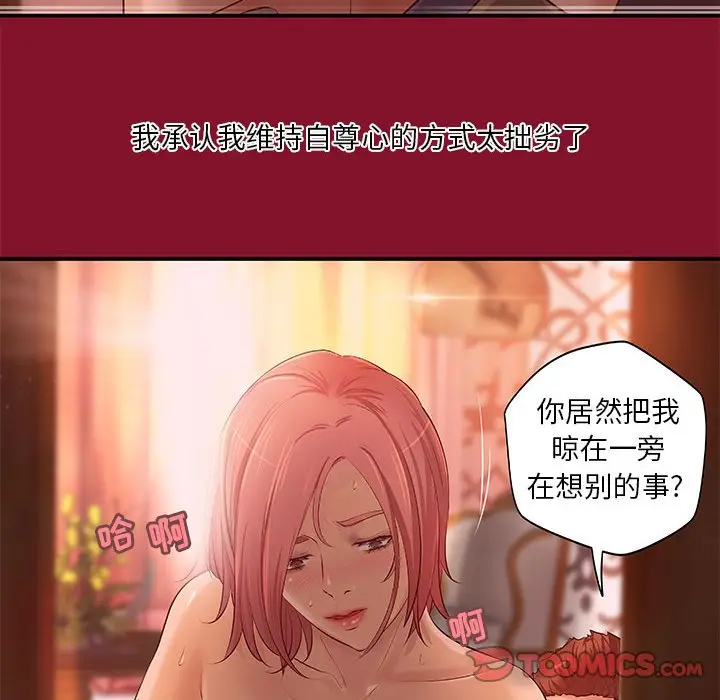 我承认我维持自尊心的方式太拙劣了
你居然把我
晾在一旁
在想别的事?
哈 啊
啊
TOOMICS.COM